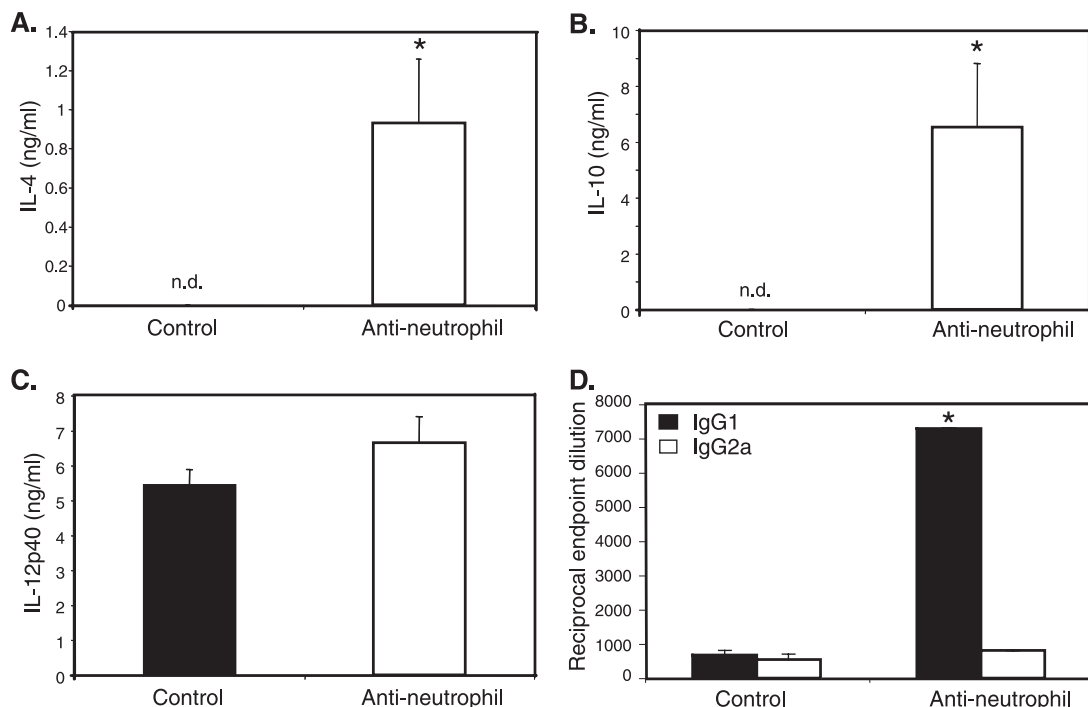 A.
1.4
1.2
1
0.8
0.6
0.4
0.2
0
IL-4 (ng/ml)
n.d.
*
Control
Anti-neutrophil
B.
10
8
6
4
2
0
IL-10 (ng/ml)
n.d.
*
Control
Anti-neutrophil
C.
8
7
6
5
4
3
2
1
0
IL-12p40 (ng/ml)
Control
Anti-neutrophil
D.
8000
7000
6000
5000
4000
3000
2000
1000
0
Reciprocal endpoint dilution
IgG1
IgG2a
*
Control
Anti-neutrophil